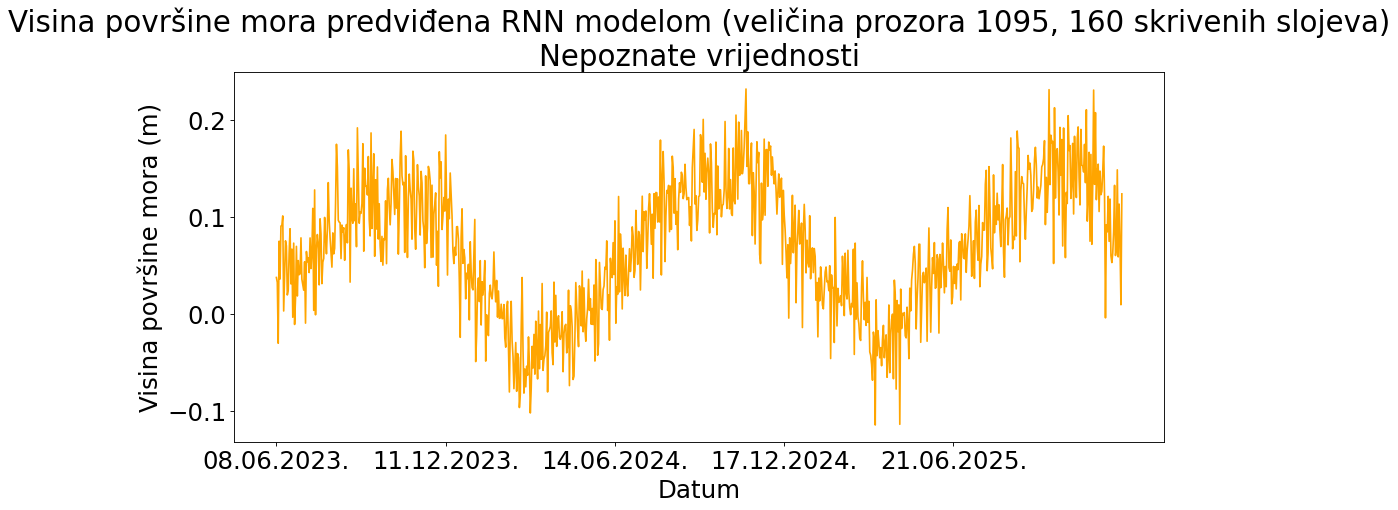 Visina površine mora predviđena RNN modelom (veličina prozora 1095, 160 skrivenih slojeva)
Nepoznate vrijednosti
Visina površine mora (m)
0.2
0.1
0.0
−0.1
08.06.2023. 11.12.2023. 14.06.2024. 17.12.2024. 21.06.2025.
Datum